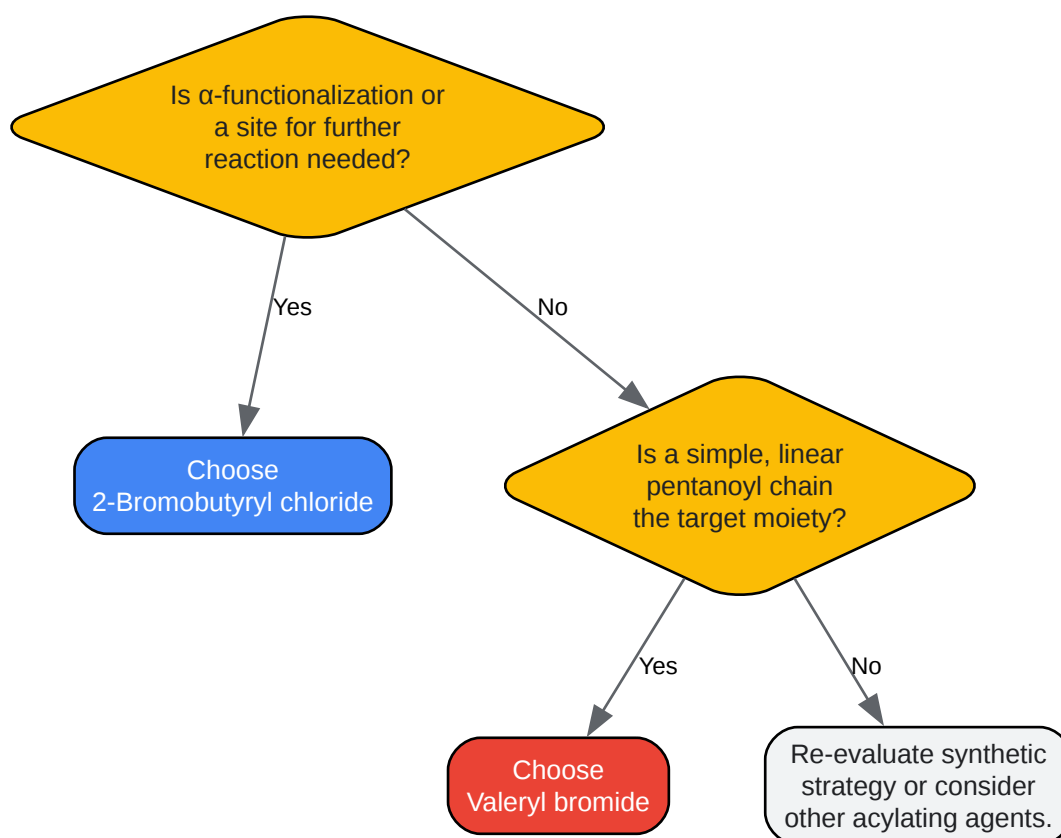 Is α-functionalization or
a site for further
reaction needed?
Yes
No
Choose
2-Bromobutyryl chloride
Is a simple, linear
pentanoyl chain
the target moiety?
Yes
No
Choose
Valeryl bromide
Re-evaluate synthetic
strategy or consider
other acylating agents.